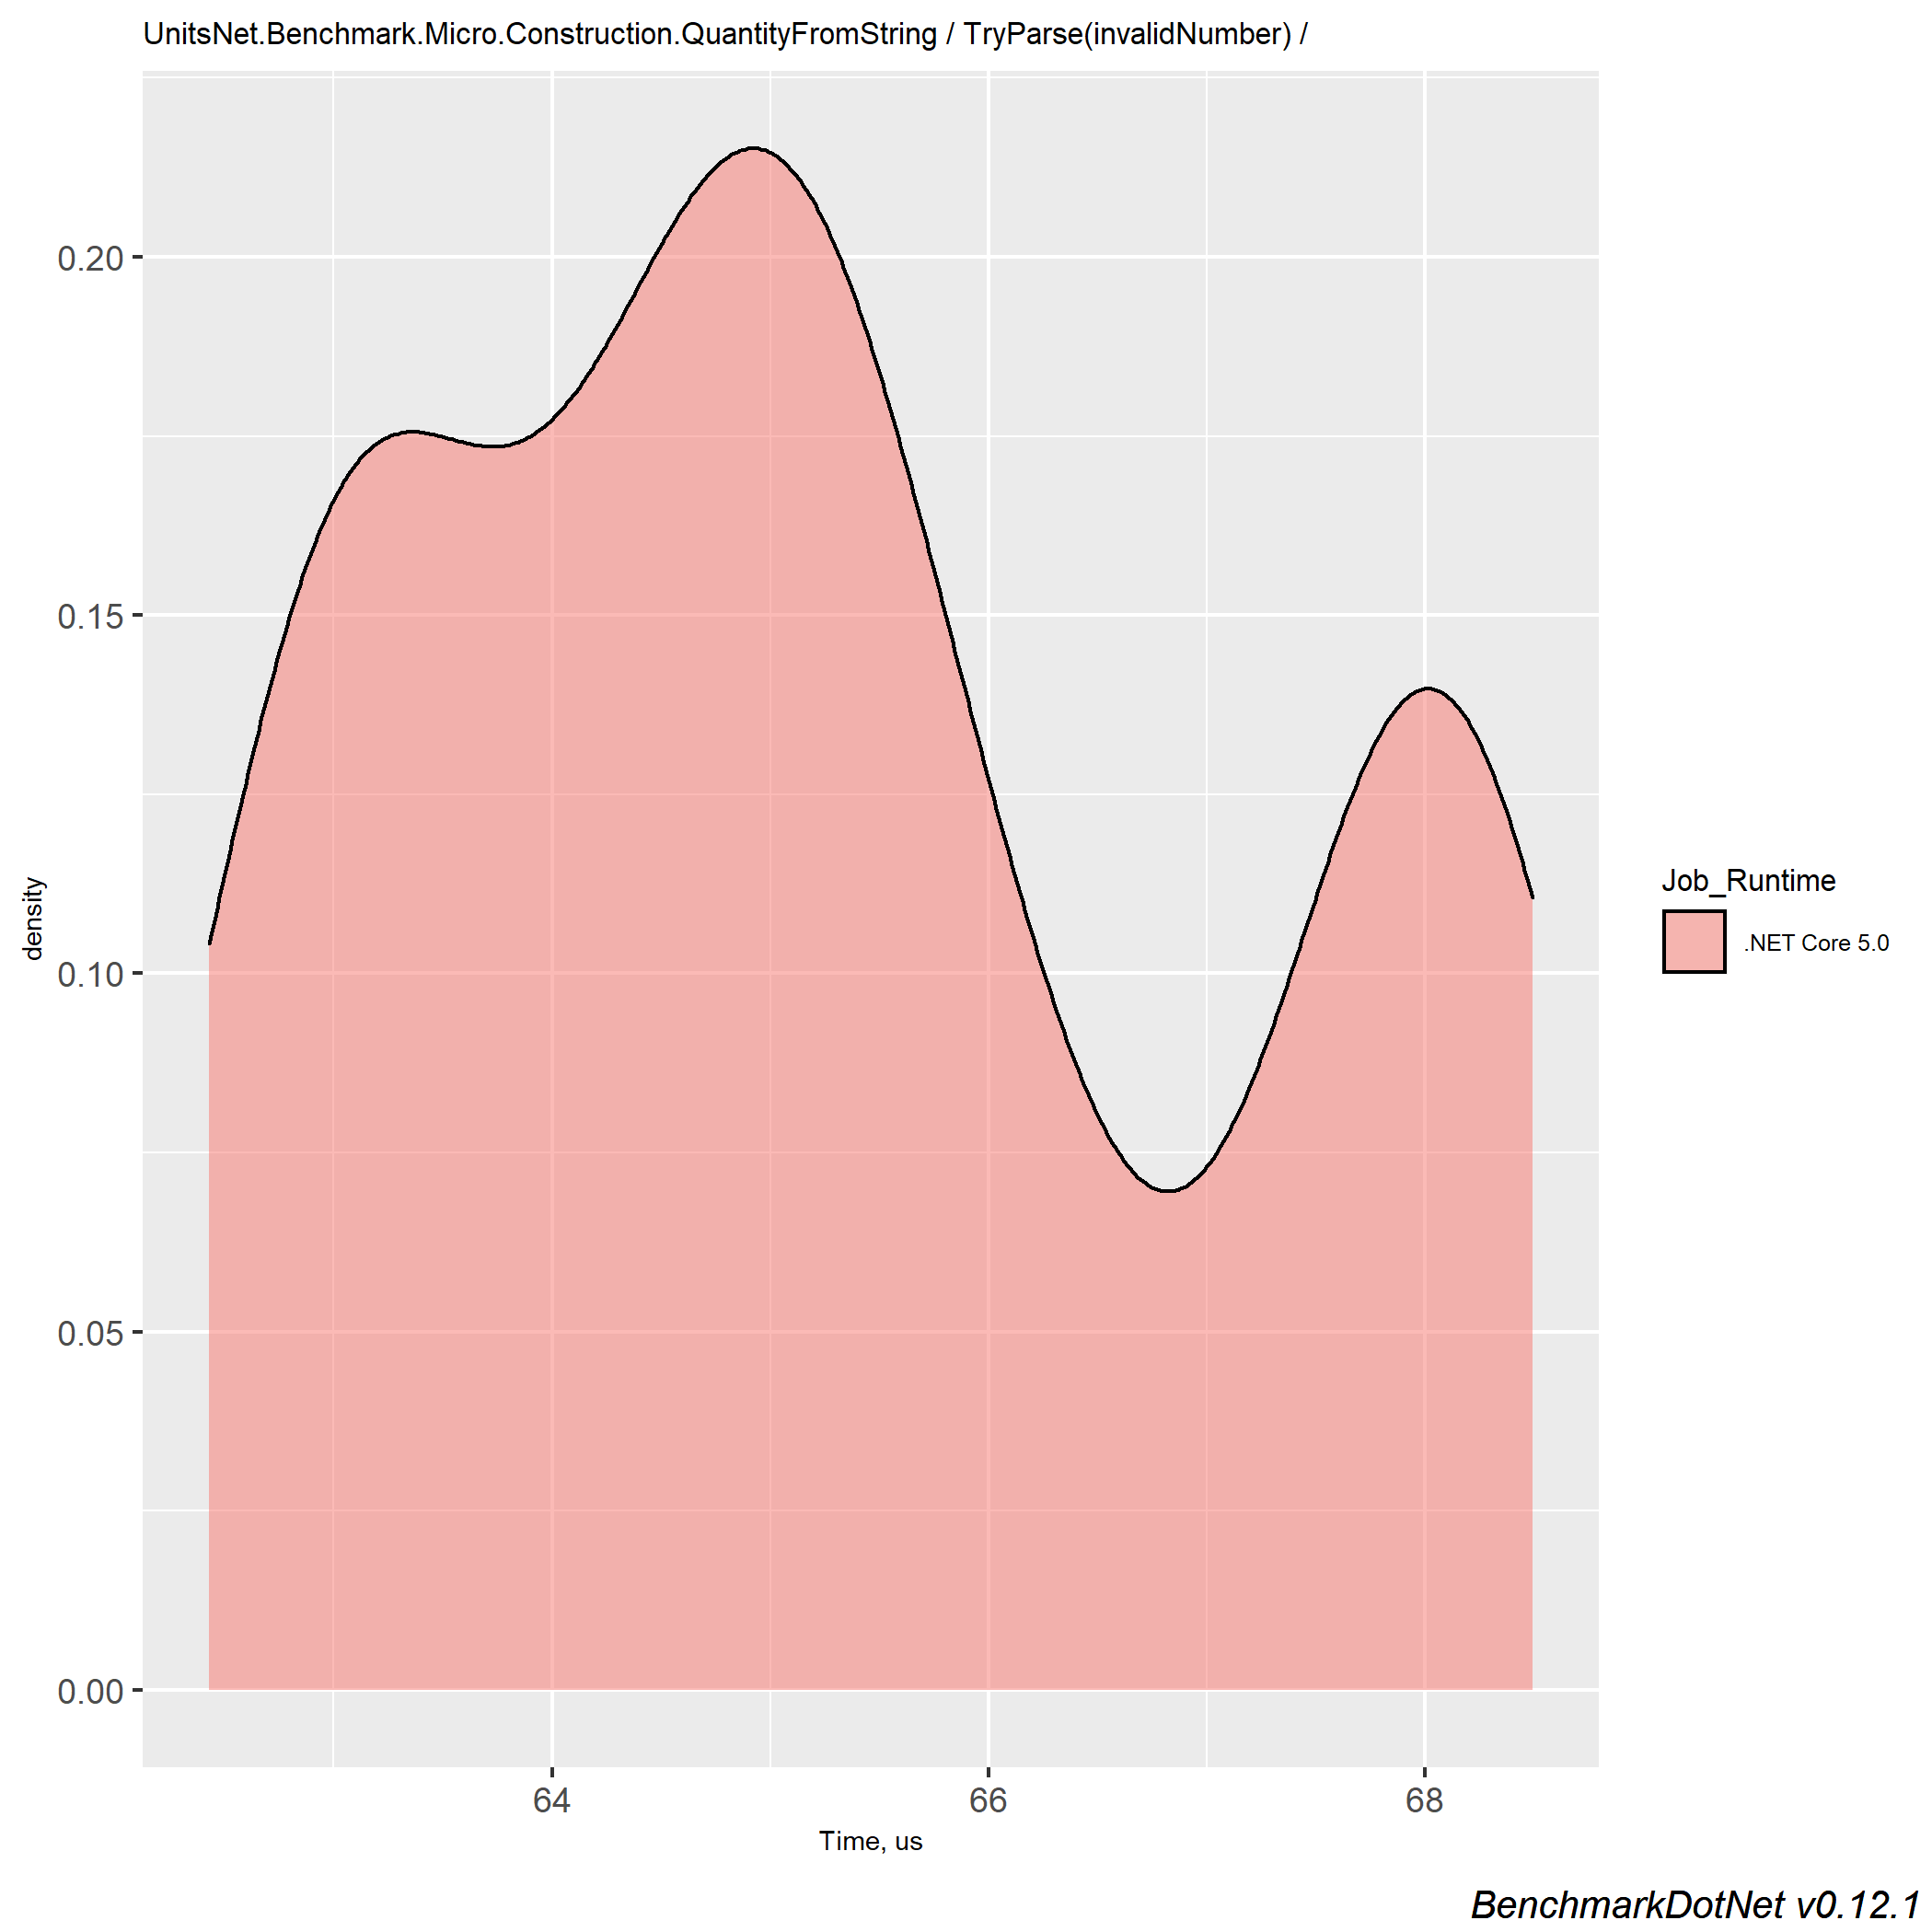 UnitsNet.Benchmark.Micro.Construction.QuantityFromString / TryParse(invalidNumber) /
0.20
0.15
0.10
0.05
0.00
density
64
66
68
Time, us
Job_Runtime
.NET Core 5.0
BenchmarkDotNet v0.12.1